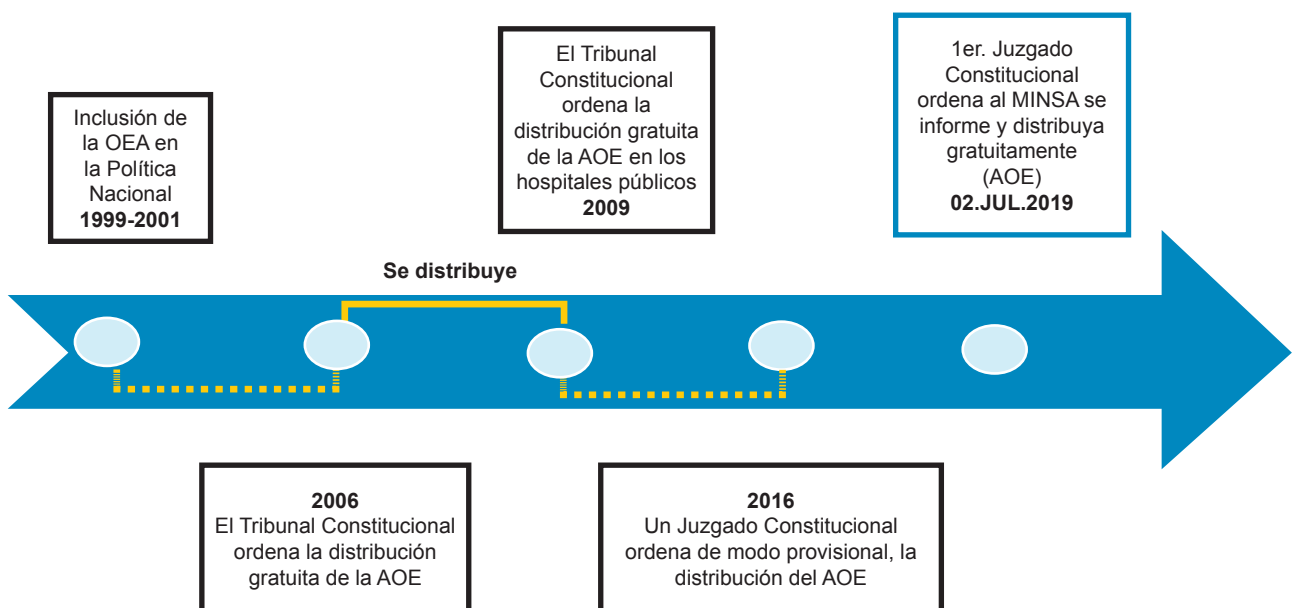 Inclusión de
la OEA en
la Política
Nacional
1999-2001
El Tribunal
Constitucional
ordena la
distribución gratuita
de la AOE en los
hospitales públicos
2009
1er. Juzgado
Constitucional
ordena al MINSA se
informe y distribuya
gratuitamente
(AOE)
02.JUL.2019
Se distribuye
2006
El Tribunal Constitucional
ordena la distribución
gratuita de la AOE
2016
Un Juzgado Constitucional
ordena de modo provisional, la
distribución del AOE